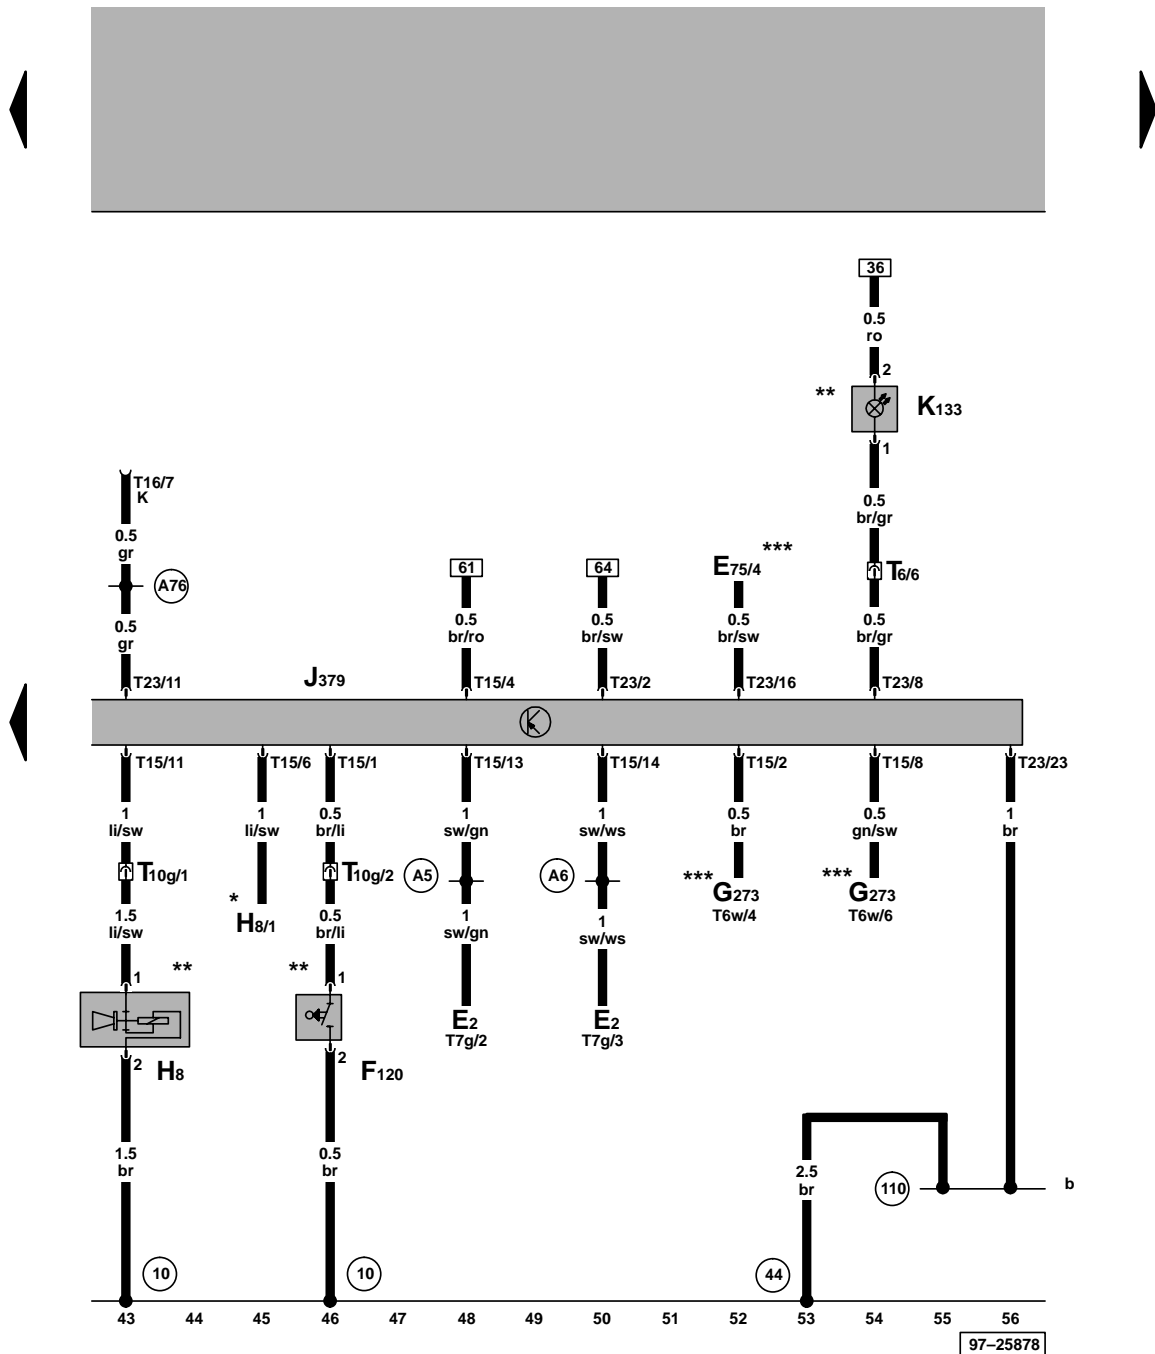 36
0.5
ro
2
** K133
1
T16/7
K
0.5
br/gr
0.5
gr
***
61
64
E75/4
T6/6
A76
0.5
gr
0.5
br/ro
0.5
br/sw
0.5
br/sw
0.5
br/gr
J379
T23/11
T15/4
T23/2
T23/16
T23/8
T15/11
T15/6
T15/1
T15/13
T15/14
T15/2
T15/8
T23/23
1
li/sw
1
li/sw
0.5
br/li
1
sw/gn
1
sw/ws
0.5
br
0.5
gn/sw
1
br
T10g/1
T10g/2
A5
A6
*** G273
T6w/4
*** G273
T6w/6
*
H8/1
1.5
li/sw
0.5
br/li
1
sw/gn
1
sw/ws
1
**
**
1
E2
T7g/2
E2
T7g/3
2
H8
2
F120
1.5
br
0.5
br
2.5
br
110
b
10
10
44
43 44 45 46 47 48 49 50 51 52 53 54 55 56
97–25878